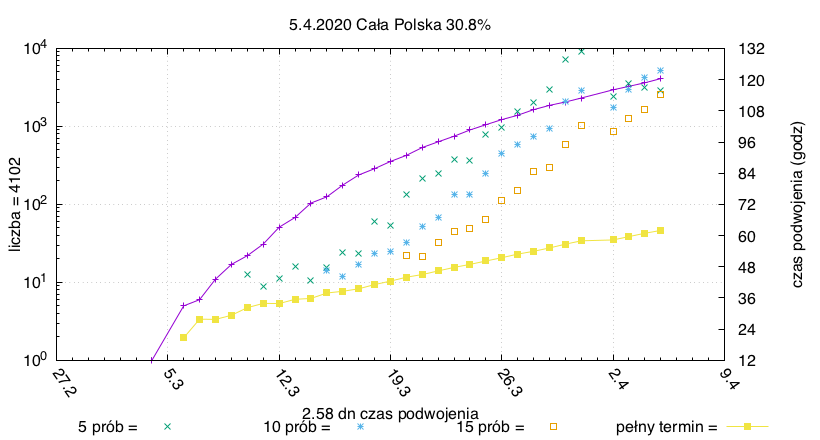 5.4.2020 Cała Polska 30.8%
10^4
10^3
10^2
10^1
10^0
liczba = 4102
132
120
108
96
84
72
60
48
36
24
12
czas podwojenia (godz)
27.2
5.3
12.3
19.3
26.3
2.4
9.4
2.58 dn czas podwojenia
5 prób =
10 prób =
15 prób =
pełny termin =